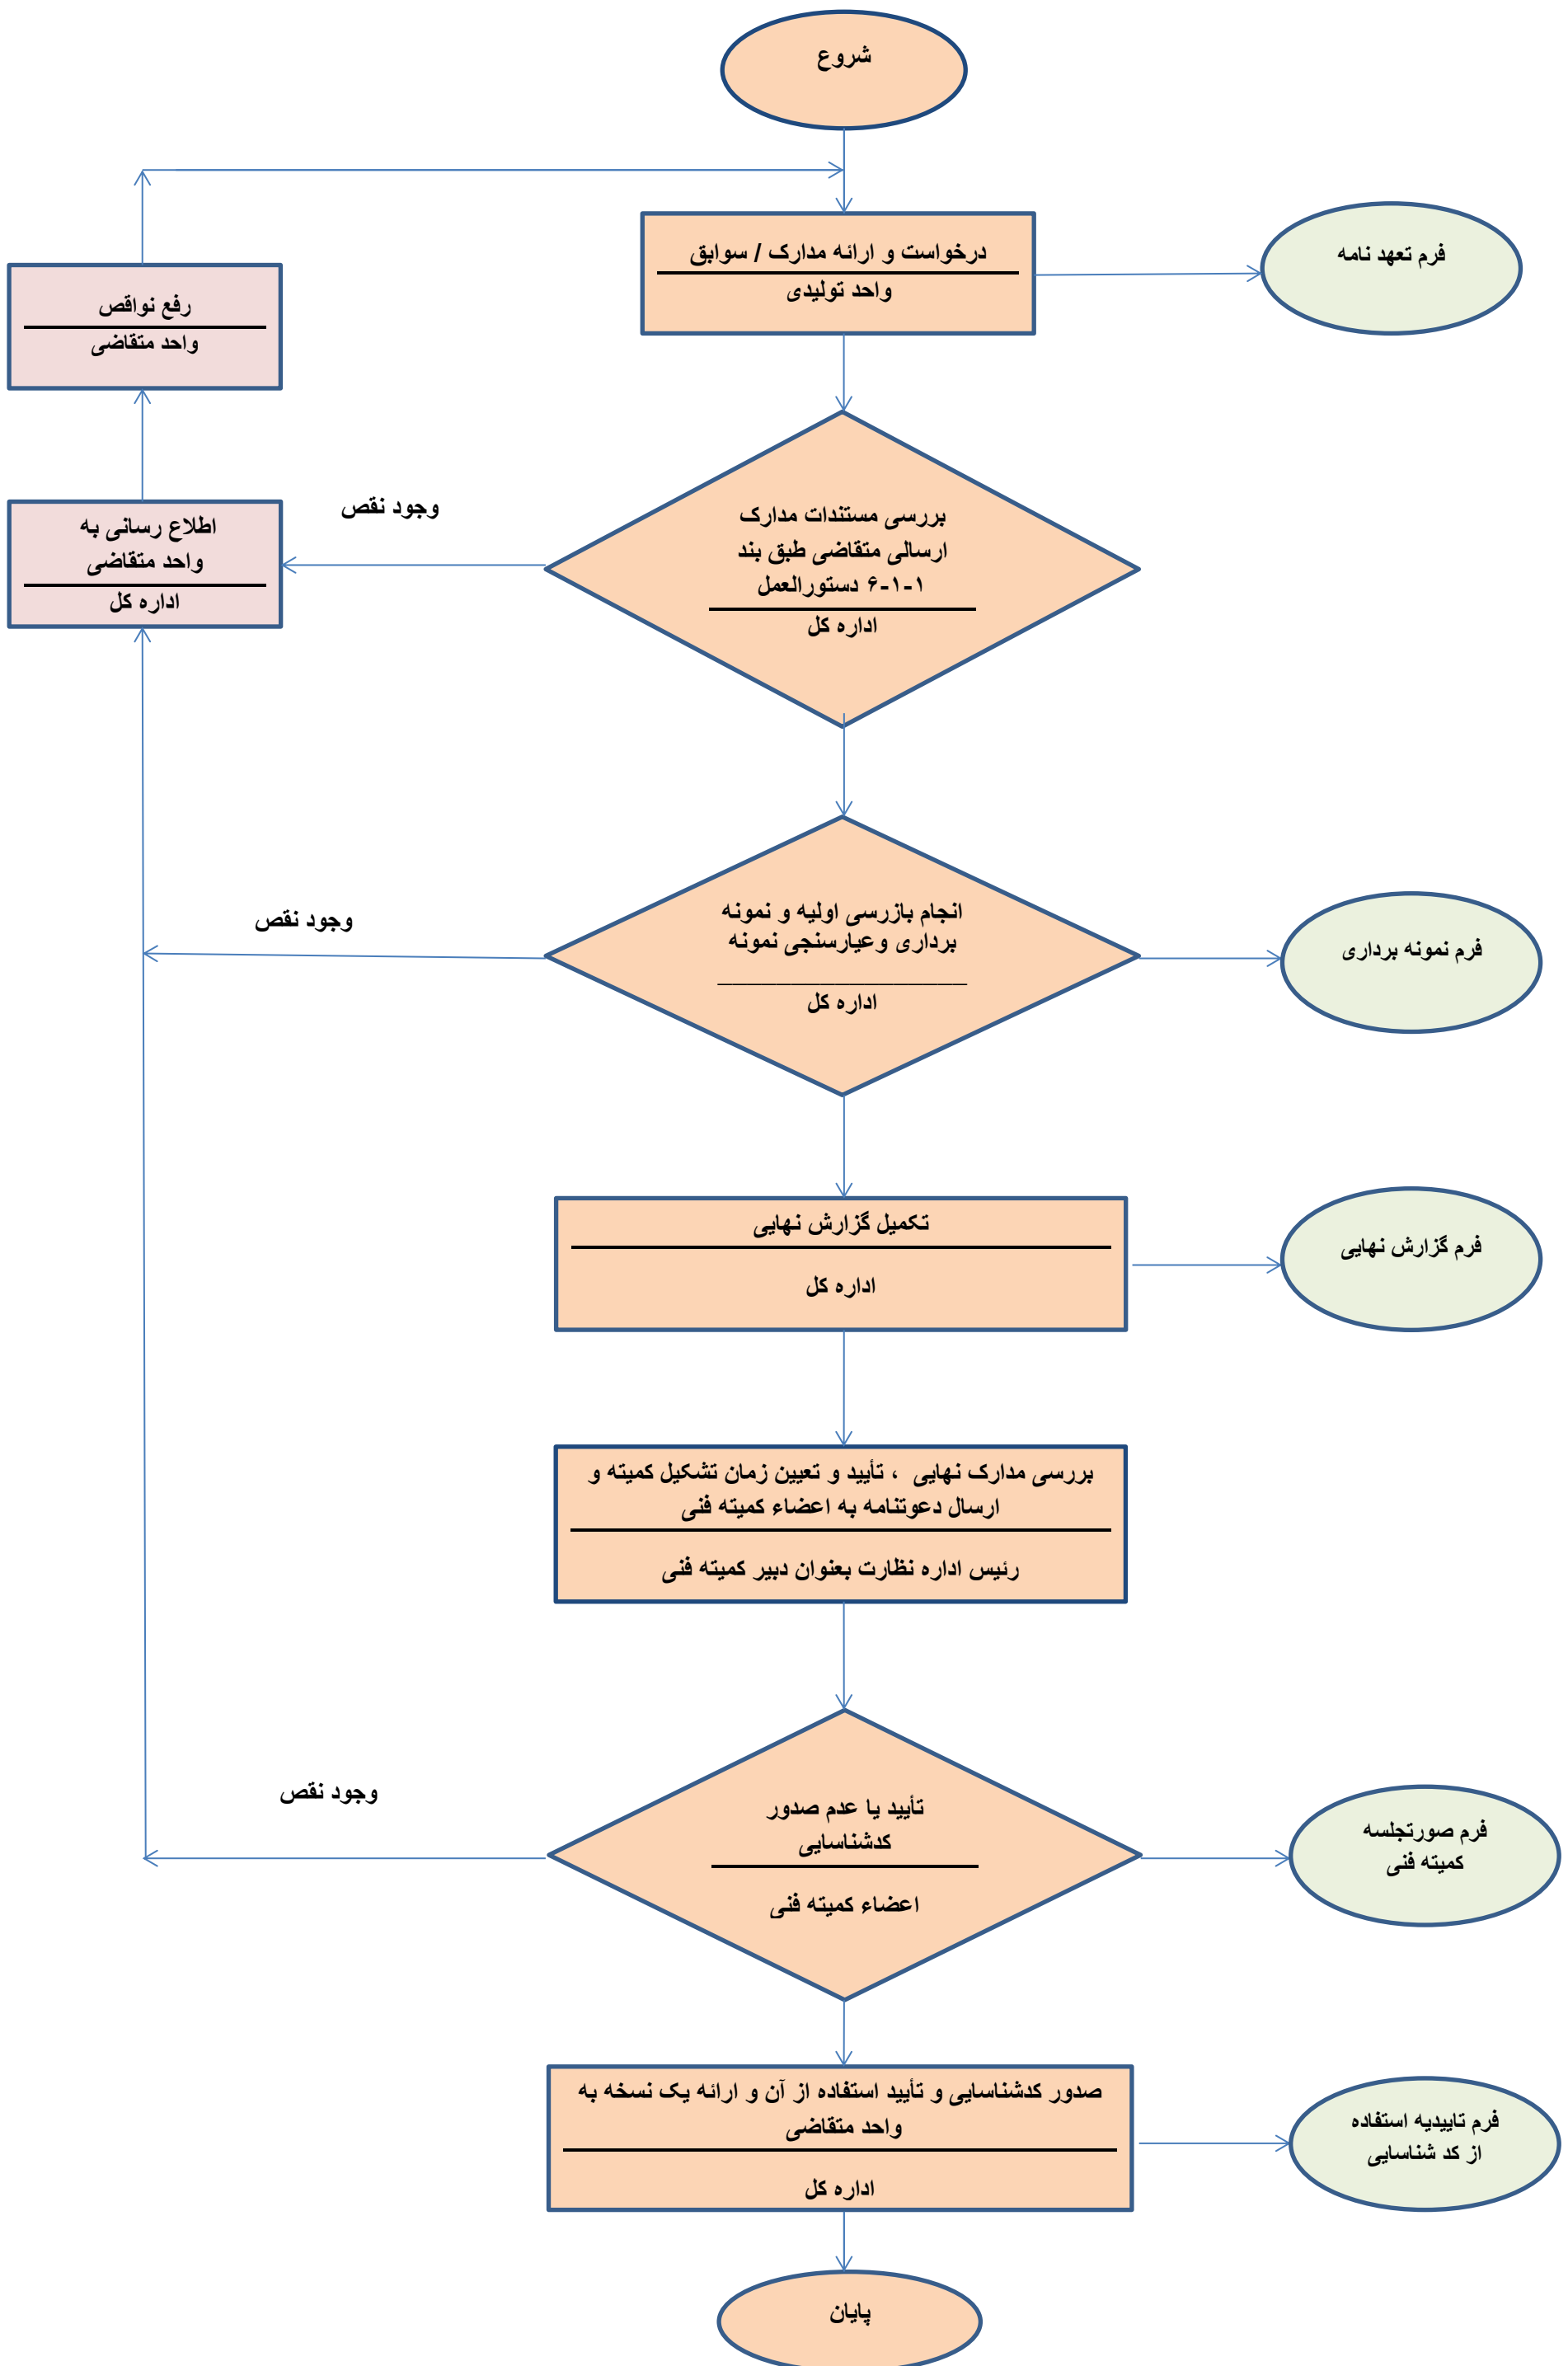 شروع
درخواست و ارائه مدارک / سوابق
واحد تولیدی
فرم تعهد نامه
رفع نواقص
واحد متقاضی
بررسی مستندات مدارک
ارسالی متقاضی طبق بند
۶-۱-۱ دستورالعمل
اداره کل
وجود نقص
اطلاع رسانی به
واحد متقاضی
اداره کل
انجام بازرسی اولیه و نمونه
برداری وعیارسنجی نمونه
اداره کل
فرم نمونه برداری
وجود نقص
تکمیل گزارش نهایی
اداره کل
فرم گزارش نهایی
بررسی مدارک نهایی ، تأیید و تعیین زمان تشکیل کمیته و
ارسال دعوتنامه به اعضاء کمیته فنی
رئیس اداره نظارت بعنوان دبیر کمیته فنی
تأیید یا عدم صدور
کدشناسایی
اعضاء کمیته فنی
فرم صورتجلسه
کمیته فنی
وجود نقص
صدور کدشناسایی و تأیید استفاده از آن و ارائه یک نسخه به
واحد متقاضی
اداره کل
فرم تاییدیه استفاده
از کد شناسایی
پایان